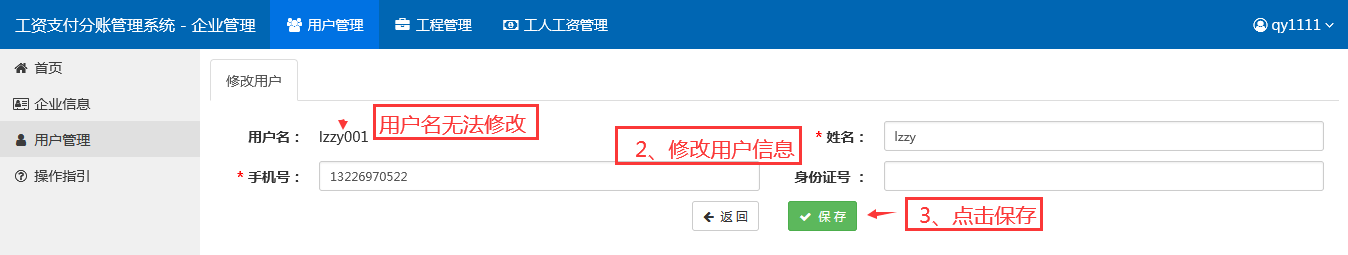 工资支付分账管理系统 - 企业管理 用户管理 工程管理 工人工资管理 qy1111
首页
企业信息
用户管理
操作指引
修改用户
用户名： lzzy001 用户名无法修改 * 姓名： lzzy
2、修改用户信息
* 手机号： 13226970522 身份证号 ：
返回 保存 3、点击保存